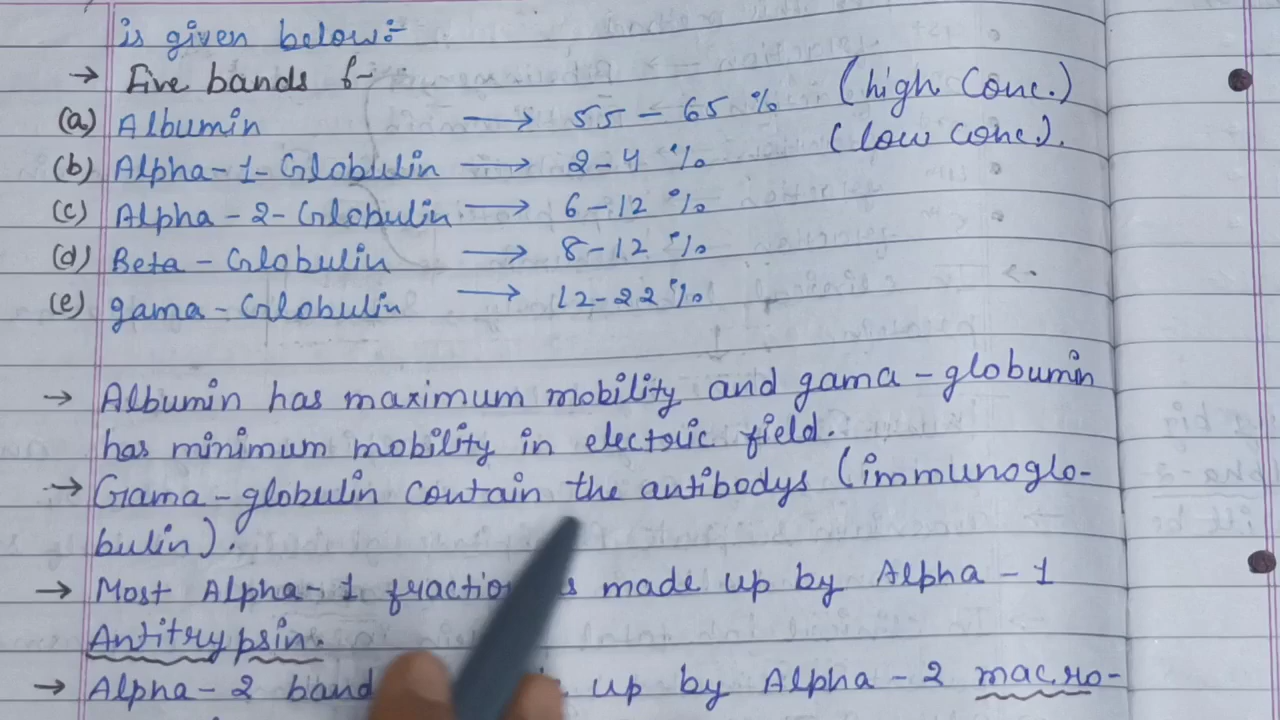 is given below:-
→ Five bands :-
(a) Albumin → 55 - 65 % (high Conc.)
(b) Alpha-1-Globulin → 2-4 % (low conc.).
(c) Alpha-2-Globulin → 6-12 %
(d) Beta-Globulin → 8-12 %
(e) gama-Globulin → 12-22 %
→ Albumin has maximum mobility and gama-globumin
has minimum mobility in electric field.
→ Gama-globulin contain the antibodys (immunoglo-
bulin).
→ Most Alpha-1 made up by Alpha-1
Antitrypsin.
→ Alpha-2 band up by Alpha-2 macro-